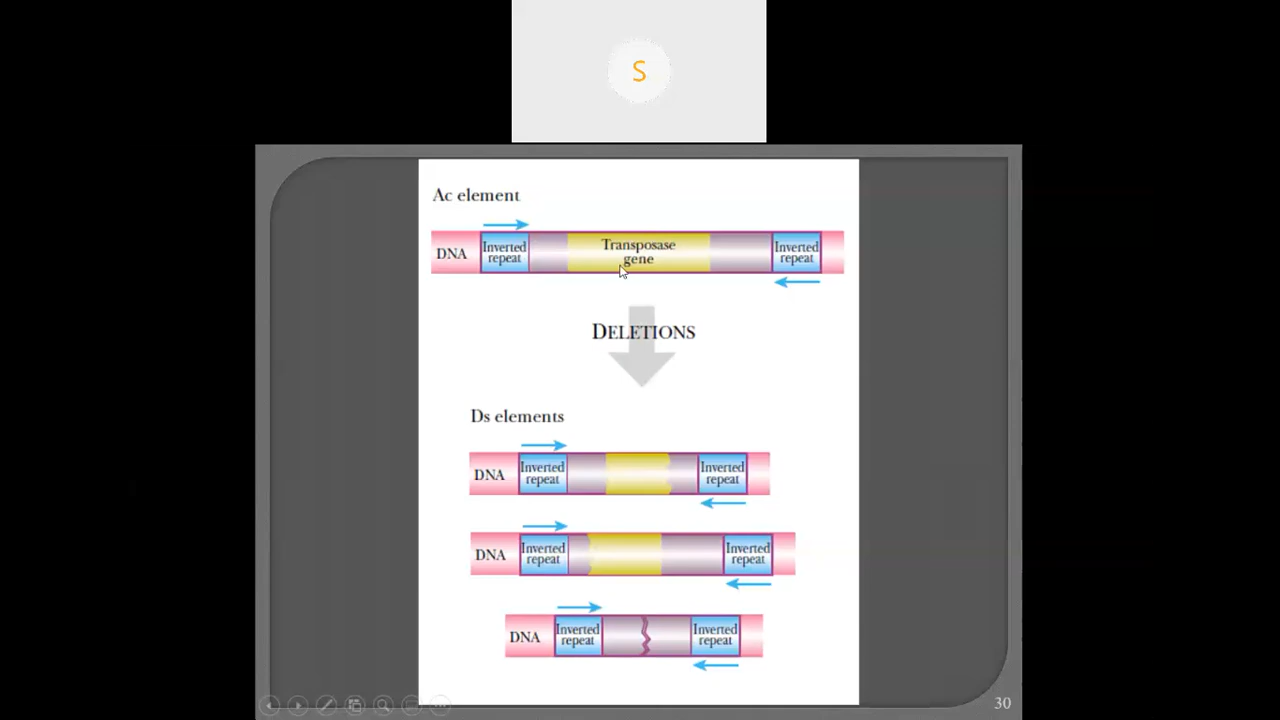 S
Ac element
DNA
Inverted
repeat
Transposase
gene
Inverted
repeat
DELETIONS
Ds elements
DNA
Inverted
repeat
Inverted
repeat
DNA
Inverted
repeat
Inverted
repeat
DNA
Inverted
repeat
Inverted
repeat
30